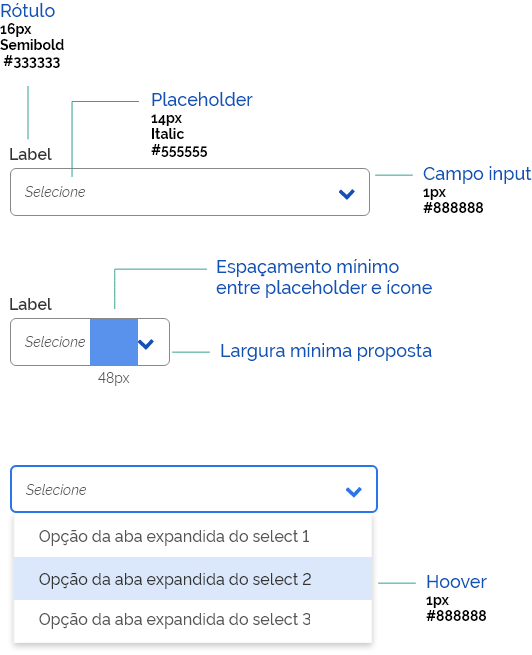 Rótulo
16px
Semibold
#333333
Placeholder
14px
Italic
#555555
Label
Selecione
Campo input
1px
#888888
Espaçamento mínimo
entre placeholder e ícone
Label
Selecione
Largura mínima proposta
48px
Selecione
Opção da aba expandida do select 1
Opção da aba expandida do select 2
Opção da aba expandida do select 3
Hoover
1px
#888888